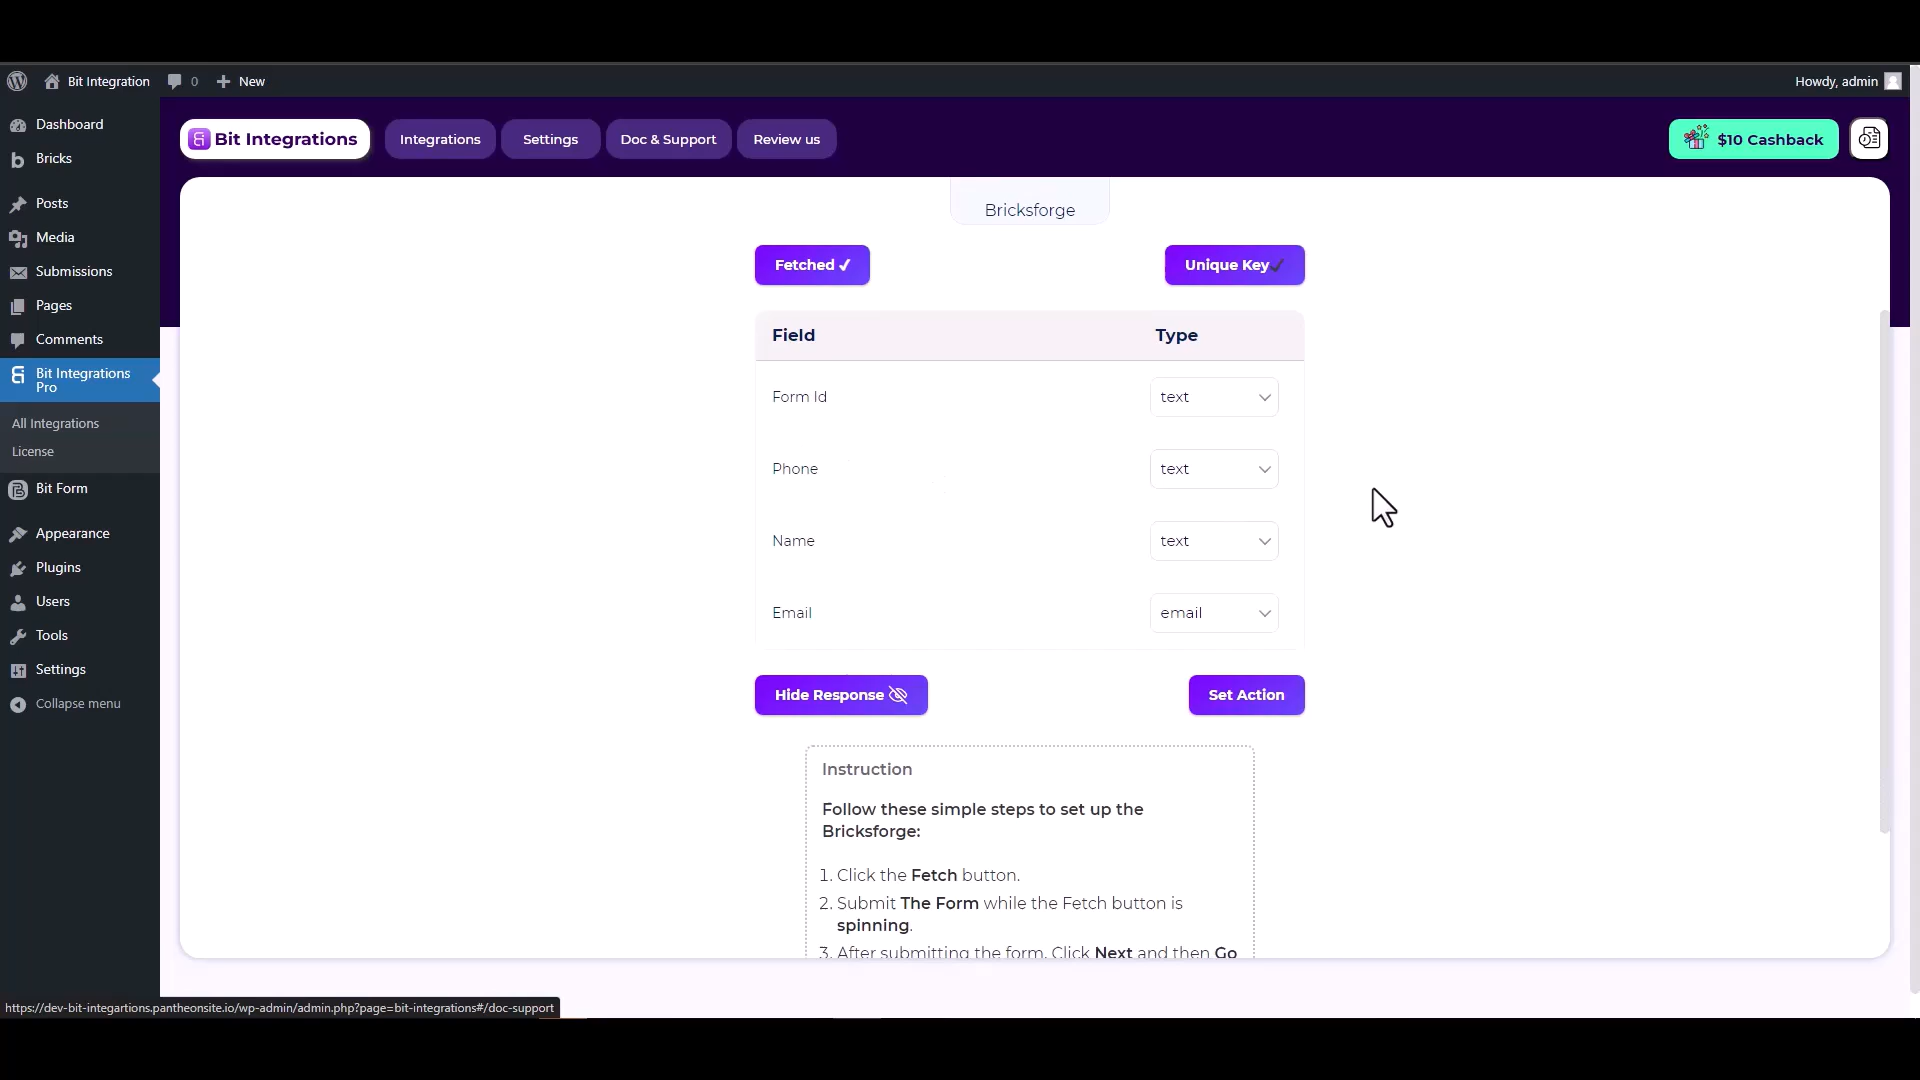 Bit Integration
0
New
Howdy, admin
Dashboard
Bricks
Posts
Media
Submissions
Pages
Comments
Bit Integrations
Pro
All Integrations
License
Bit Form
Appearance
Plugins
Users
Tools
Settings
Collapse menu
Bit Integrations
Integrations
Settings
Doc & Support
Review us
$10 Cashback
Bricksforge
Fetched ✓
Unique Key ✓
Field Type
Form Id text
Phone text
Name text
Email email
Hide Response
Set Action
Instruction
Follow these simple steps to set up the
Bricksforge:
1. Click the Fetch button.
2. Submit The Form while the Fetch button is
spinning.
3. After submitting the form, Click Next and then Go
https://dev-bit-integartions.pantheonsite.io/wp-admin/admin.php?page=bit-integrations#/doc-support